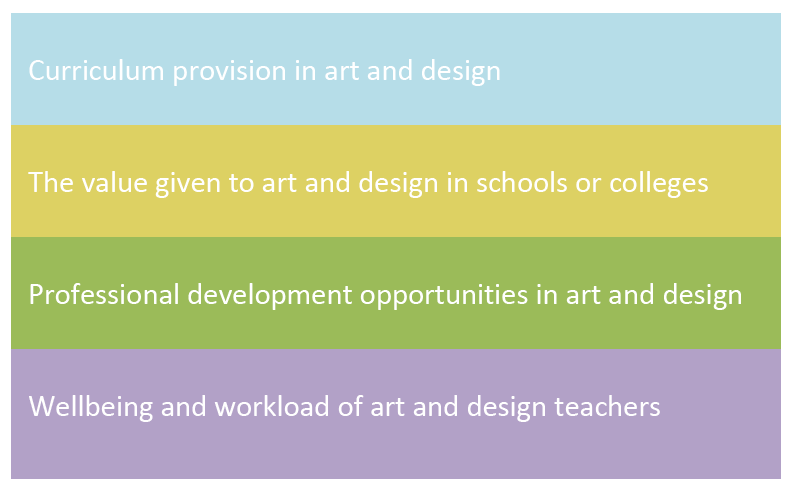 Curriculum provision in art and design
The value given to art and design in schools or colleges
Professional development opportunities in art and design
Wellbeing and workload of art and design teachers